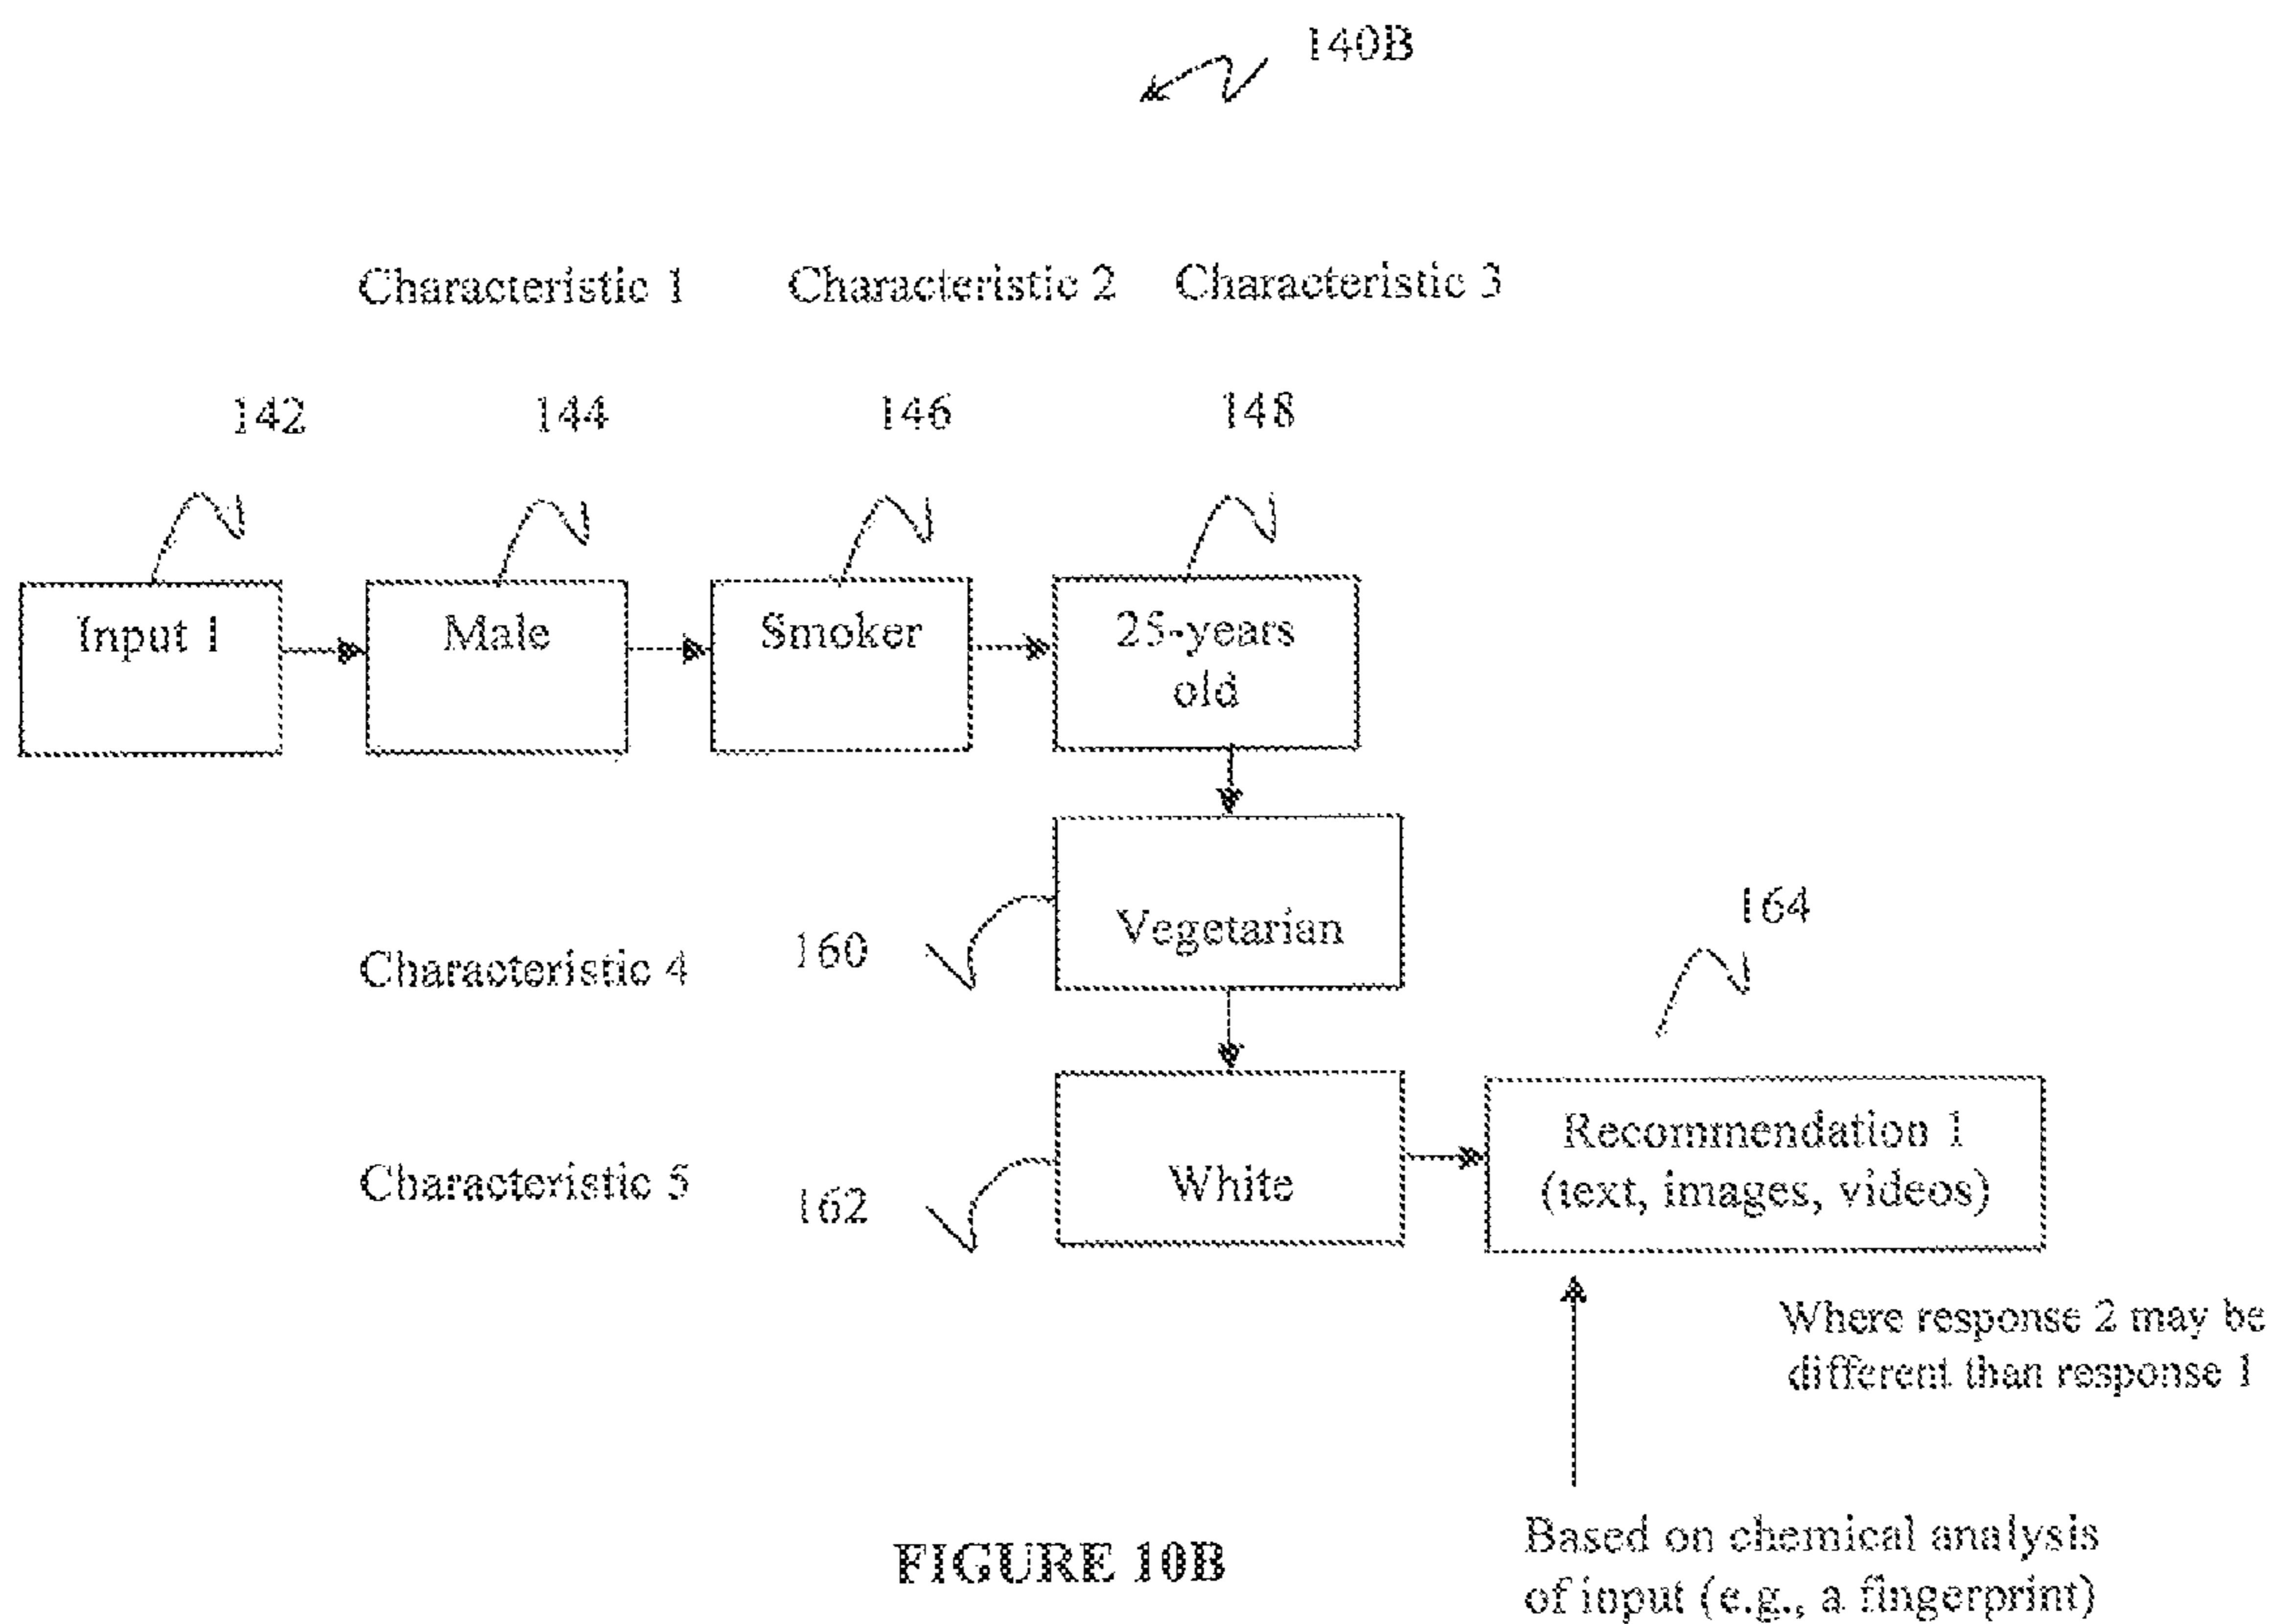 140B
Characteristic 1
Characteristic 2
Characteristic 3
142
144
146
148
Input 1
Male
Smoker
25-years
old
Vegetarian
160
Characteristic 4
164
White
162
Characteristic 5
Recommendation 1
(text, images, videos)
Where response 2 may be
different than response 1
Based on chemical analysis
of input (e.g., a fingerprint)
FIGURE 10B